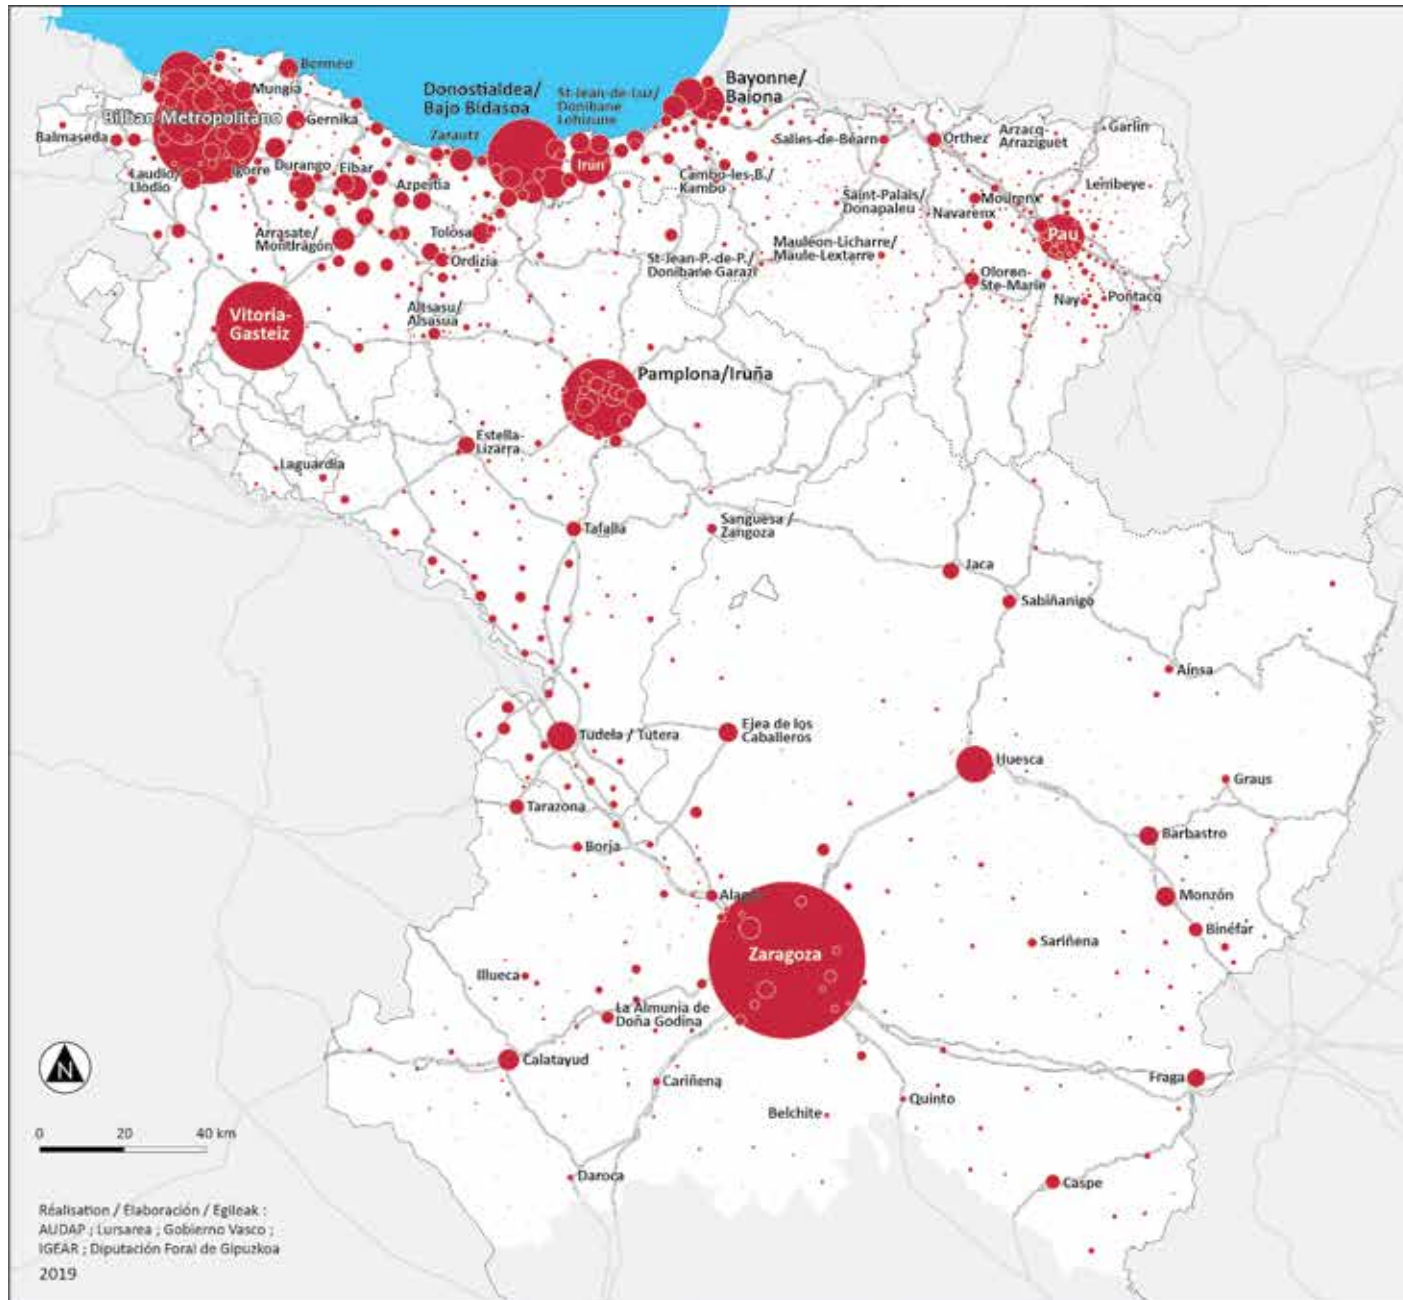 Bermeo
Mungia
Bilbao Metropolitano
Gernika
Balmaseda
Laudio/
Llodio
Igorre
Durango
Eibar
Azpeitia
Zarautz
Donostialdea/
Bajo Bidasoa
St-Jean-de-Luz/
Donibane
Lohizune
Irun
Bayonne/
Baiona
Cambo-les-B./
Kambo
Salies-de-Béarn
Orthez
Arzacq-
Arraziguet
Garlin
Lembeye
Mourenx
Saint-Palais/
Donapaleu
Navarenx
Pau
Mauléon-Licharre/
Maule-Lextarre
St-Jean-P.-de-P./
Donibane Garazi
Oloron-
Ste-Marie
Nay
Pontacq
Arrasate/
Mondragón
Tolosa
Ordizia
Altsasu/
Alsasua
Vitoria-
Gasteiz
Pamplona/Iruña
Estella-
Lizarra
Laguardia
Tafalla
Sanguesa /
Zangoza
Jaca
Sabiñanigo
Aínsa
Tudela / Tutera
Ejea de los
Caballeros
Huesca
Graus
Tarazona
Borja
Barbastro
Alagón
Monzón
Binéfar
Zaragoza
Sariñena
Illueca
La Almunia de
Doña Godina
Calatayud
Cariñena
Fraga
Belchite
Quinto
Daroca
Caspe
N
0 20 40 km
Réalisation / Elaboración / Egileak :
AUDAP ; Lursarea ; Gobierno Vasco ;
IGEAR ; Diputación Foral de Gipuzkoa
2019